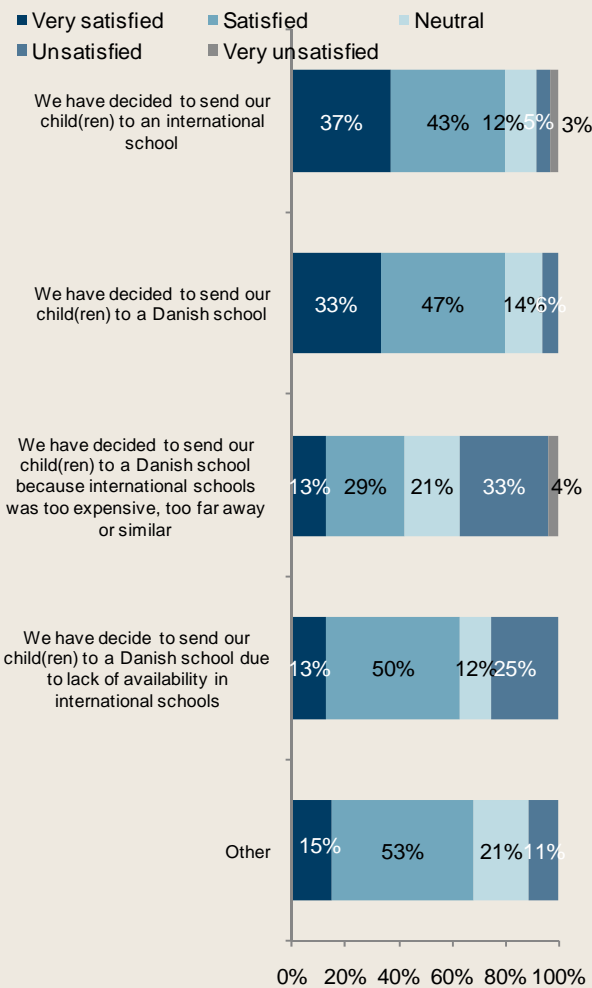 Very satisfied Satisfied Neutral
Unsatisfied Very unsatisfied
We have decided to send our
child(ren) to an international
school
37% 43% 12% 5% 3%
We have decided to send our
child(ren) to a Danish school
33% 47% 14% 6%
We have decided to send our
child(ren) to a Danish school
because international schools
was too expensive, too far away
or similar
13% 29% 21% 33% 4%
We have decide to send our
child(ren) to a Danish school due
to lack of availability in
international schools
13% 50% 12% 25%
Other
15% 53% 21% 11%
0% 20% 40% 60% 80% 100%